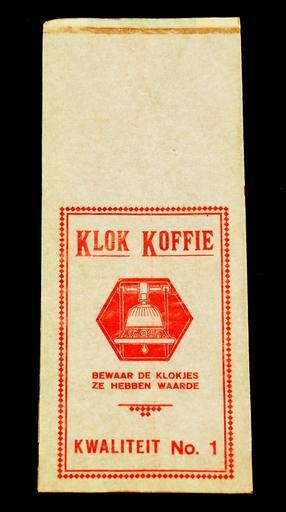 KLOK KOFFIE
BEWAAR DE KLOKJES
ZE HEBBEN WAARDE
KWALITEIT No. 1